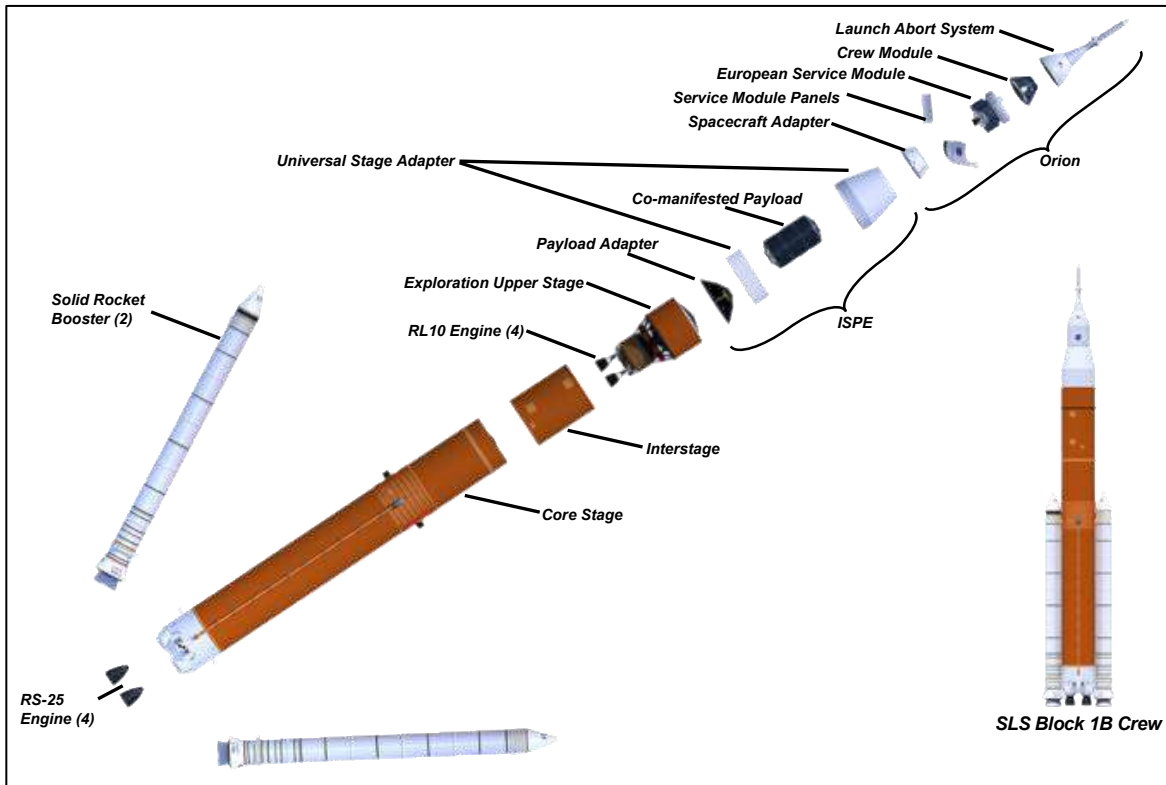 Launch Abort System
Crew Module
European Service Module
Service Module Panels
Spacecraft Adapter
Universal Stage Adapter
Orion
Co-manifested Payload
Payload Adapter
Exploration Upper Stage
Solid Rocket
Booster (2)
ISPE
RL10 Engine (4)
Interstage
Core Stage
RS-25
Engine (4)
SLS Block 1B Crew